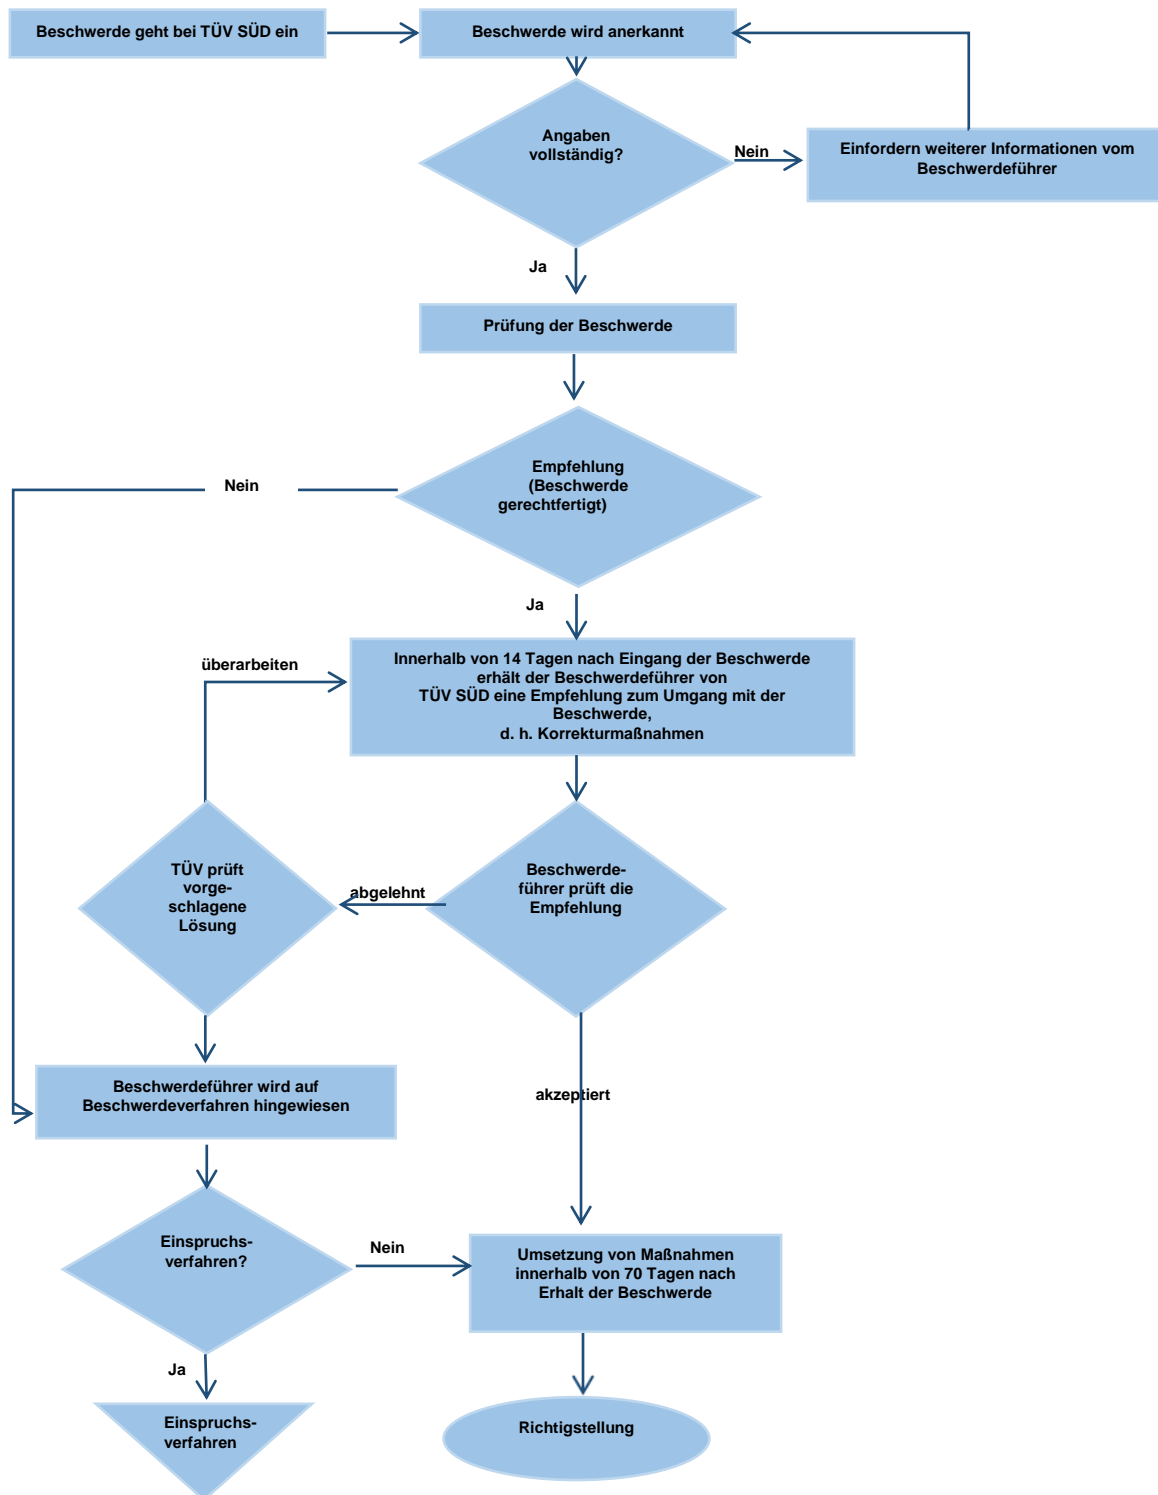 Beschwerde geht bei TÜV SÜD ein
Beschwerde wird anerkannt
Angaben
vollständig?
Nein
Einfordern weiterer Informationen vom
Beschwerdeführer
Ja
Prüfung der Beschwerde
Empfehlung
(Beschwerde
gerechtfertigt)
Nein
Ja
Innerhalb von 14 Tagen nach Eingang der Beschwerde
erhält der Beschwerdeführer von
TÜV SÜD eine Empfehlung zum Umgang mit der
Beschwerde,
d. h. Korrekturmaßnahmen
überarbeiten
TÜV prüft
vorge-
schlagene
Lösung
abgelehnt
Beschwerde-
führer prüft die
Empfehlung
Beschwerdeführer wird auf
Beschwerdeverfahren hingewiesen
akzeptiert
Einspruchs-
verfahren?
Nein
Umsetzung von Maßnahmen
innerhalb von 70 Tagen nach
Erhalt der Beschwerde
Ja
Einspruchs-
verfahren
Richtigstellung